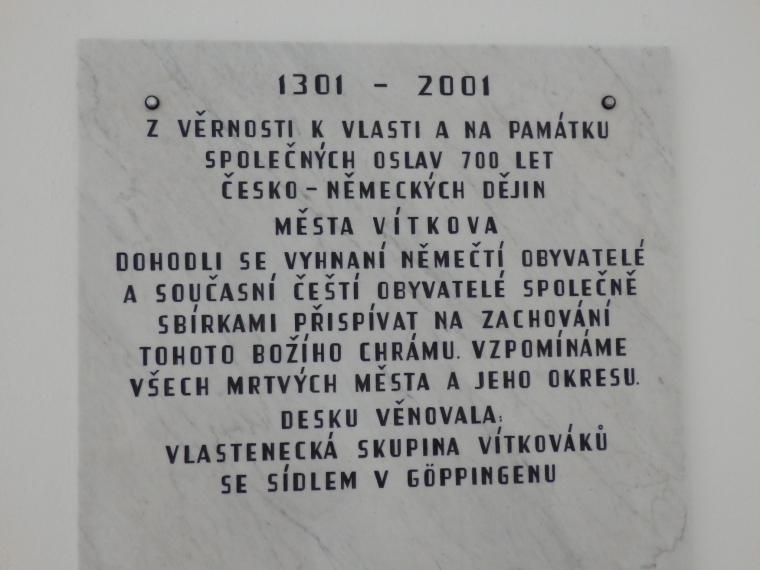 1301 - 2001
Z VĚRNOSTI K VLASTI A NA PAMÁTKU
SPOLEČNÝCH OSLAV 700 LET
ČESKO - NĚMECKÝCH DĚJIN
MĚSTA VÍTKOVA
DOHODLI SE VYHNANÍ NĚMEČTÍ OBYVATELÉ
A SOUČASNÍ ČEŠTÍ OBYVATELÉ SPOLEČNĚ
SBÍRKAMI PŘISPÍVAT NA ZACHOVÁNÍ
TOHOTO BOŽÍHO CHRÁMU. VZPOMÍNÁME
VŠECH MRTVÝCH MĚSTA A JEHO OKRESU.
DESKU VĚNOVALA:
VLASTENECKÁ SKUPINA VÍTKOVÁKŮ
SE SÍDLEM V GÖPPINGENU